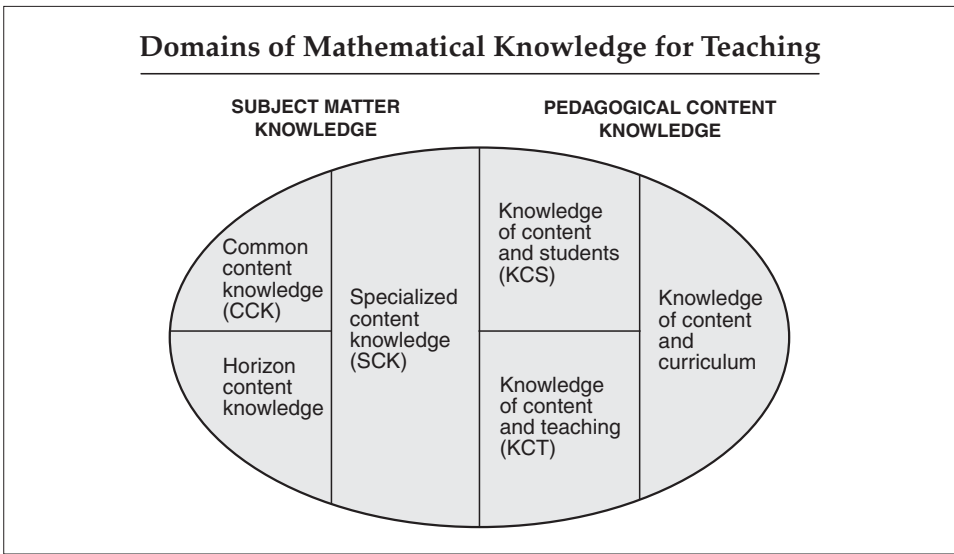 Domains of Mathematical Knowledge for Teaching
SUBJECT MATTER
KNOWLEDGE
PEDAGOGICAL CONTENT
KNOWLEDGE
Common
content
knowledge
(CCK)
Horizon
content
knowledge
Specialized
content
knowledge
(SCK)
Knowledge
of content
and students
(KCS)
Knowledge
of content
and teaching
(KCT)
Knowledge
of content
and
curriculum